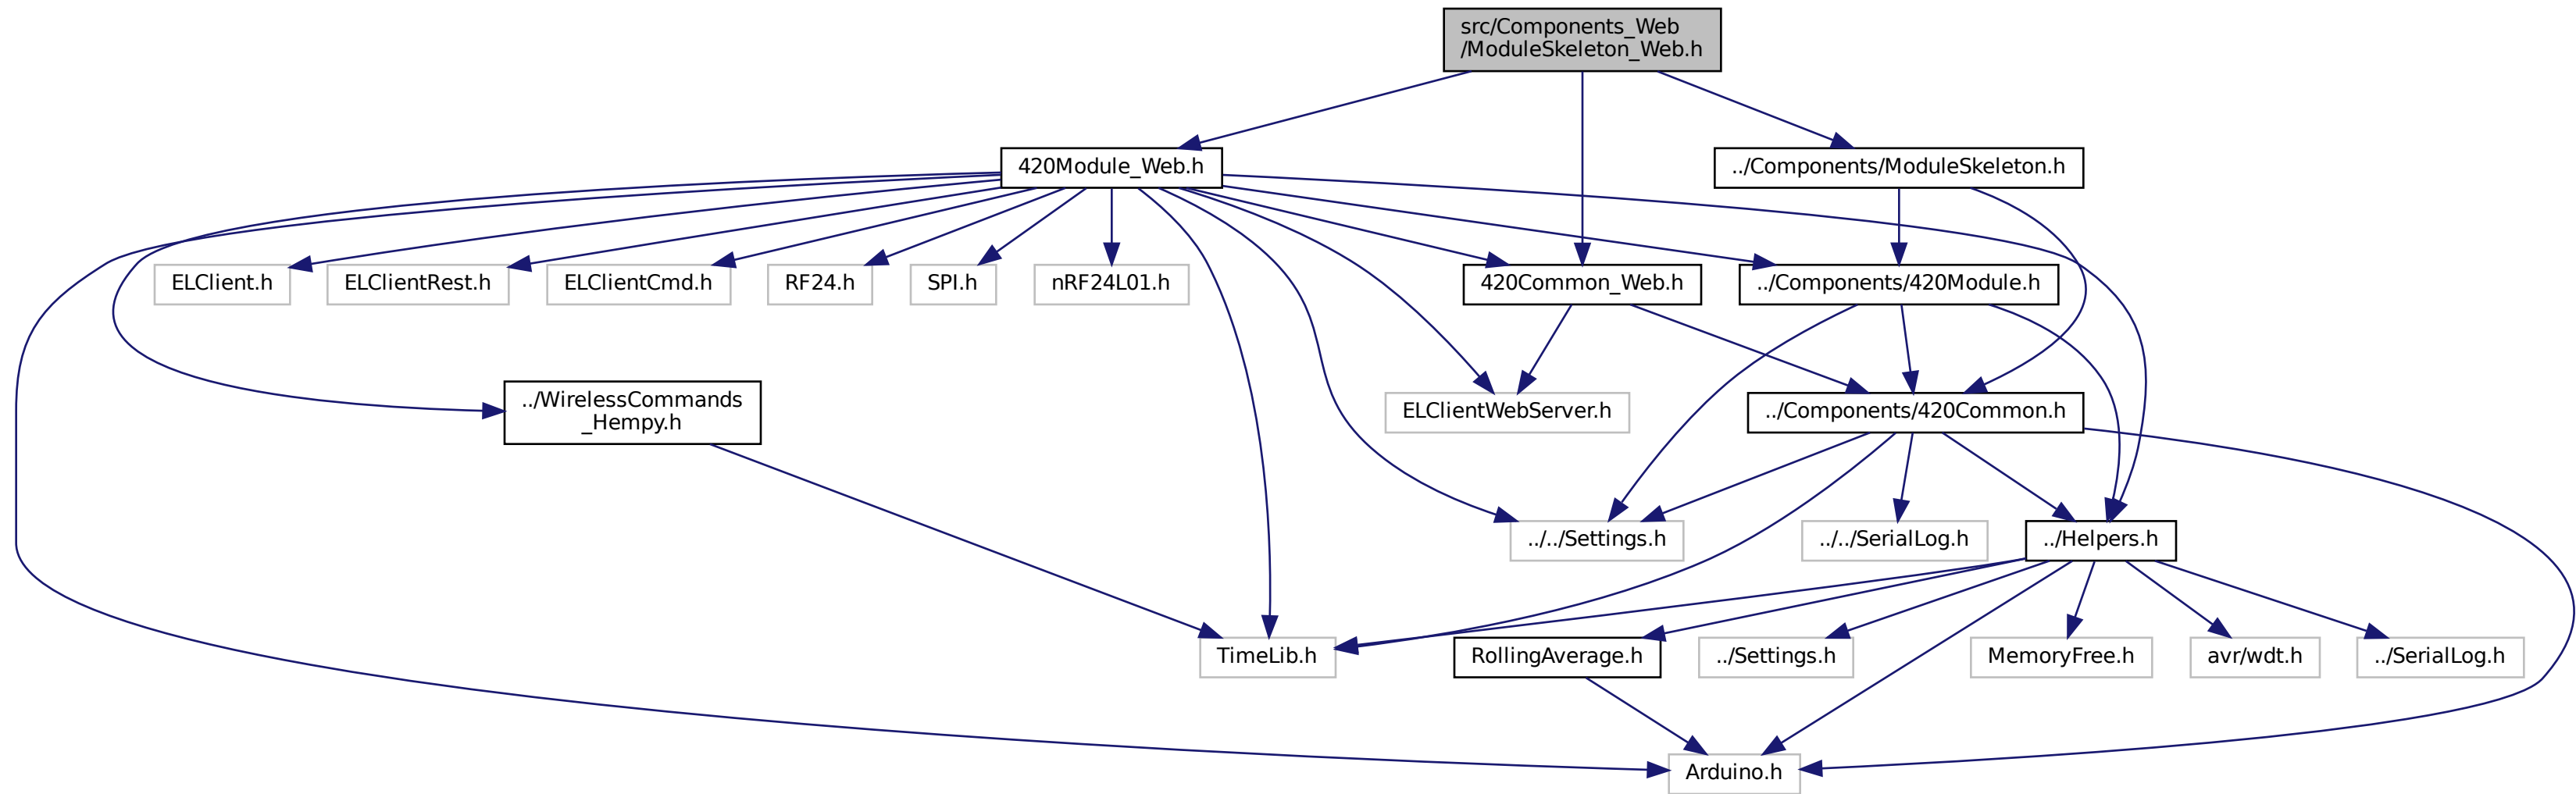 src/Components_Web
/ModuleSkeleton_Web.h
420Module_Web.h
../Components/ModuleSkeleton.h
ELClient.h
ELClientRest.h
ELClientCmd.h
RF24.h
SPI.h
nRF24L01.h
420Common_Web.h
../Components/420Module.h
../WirelessCommands
_Hempy.h
ELClientWebServer.h
../Components/420Common.h
../../Settings.h
../../SerialLog.h
../Helpers.h
TimeLib.h
RollingAverage.h
../Settings.h
MemoryFree.h
avr/wdt.h
../SerialLog.h
Arduino.h